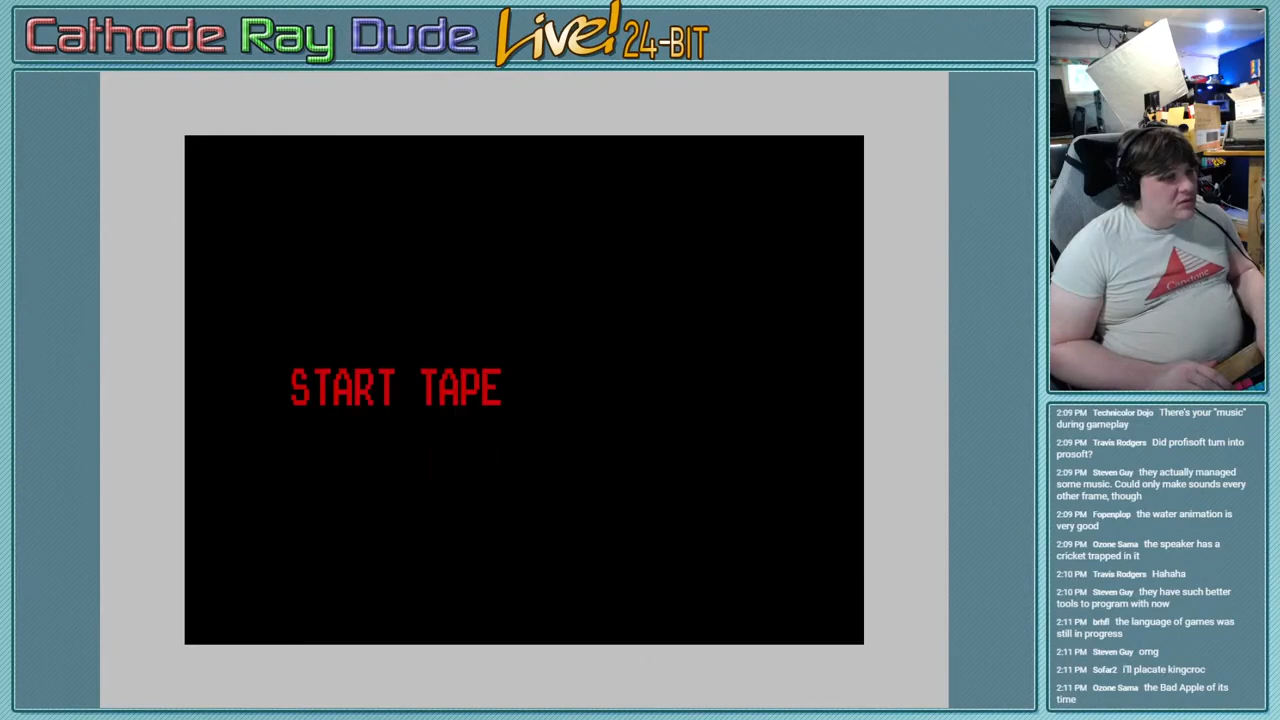 Cathode Ray Dude Live! 24-BIT
START TAPE
Capstone
2:09 PM Technicolor Dojo There's your "music"
during gameplay
2:09 PM Travis Rodgers Did profisoft turn into
prosoft?
2:09 PM Steven Guy they actually managed
some music. Could only make sounds every
other frame, though
2:09 PM Fopenplop the water animation is
very good
2:09 PM Ozone Sama the speaker has a
cricket trapped in it
2:10 PM Travis Rodgers Hahaha
2:10 PM Steven Guy they have such better
tools to program with now
2:11 PM brhfl the language of games was
still in progress
2:11 PM Steven Guy omg
2:11 PM Sofar2 i'll placate kingcroc
2:11 PM Ozone Sama the Bad Apple of its
time